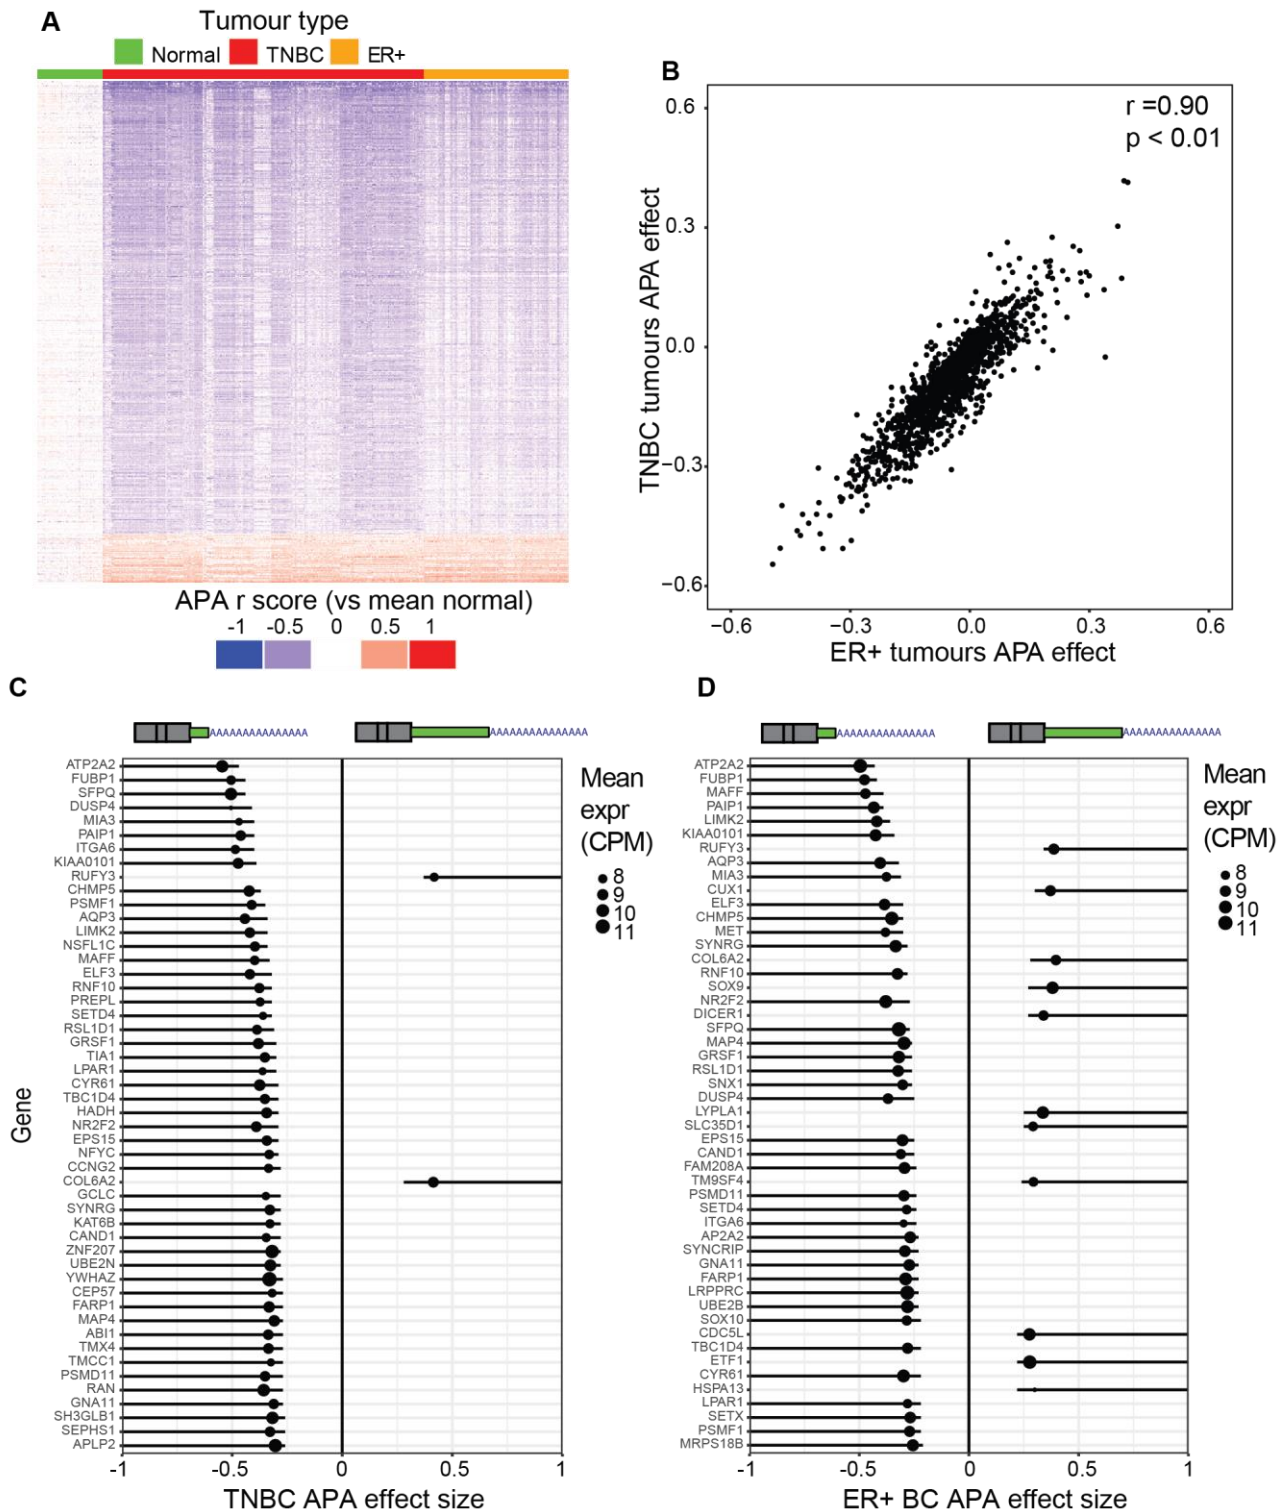 A
Tumour type
Normal TNBC ER+
APA r score (vs mean normal)
-1 -0.5 0 0.5 1
B
r =0.90
p < 0.01
TNBC tumours APA effect
0.6
0.3
0.0
−0.3
−0.6
−0.6 −0.3 0.0 0.3 0.6
ER+ tumours APA effect
C
AAAAAAAAAAAAAAA AAAAAAAAAAAAAAA
Gene
ATP2A2
FUBP1
SFPQ
DUSP4
MIA3
PAIP1
ITGA6
KIAA0101
RUFY3
CHMP5
PSMF1
AQP3
LIMK2
NSFL1C
MAFF
ELF3
RNF10
PREPL
SETD4
RSL1D1
GRSF1
TIA1
LPAR1
CYR61
TBC1D4
HADH
NR2F2
EPS15
NFYC
CCNG2
COL6A2
GCLC
SYNRG
KAT6B
CAND1
ZNF207
UBE2N
YWHAZ
CEP57
FARP1
MAP4
ABI1
TMX4
TMCC1
PSMD11
RAN
GNA11
SH3GLB1
SEPHS1
APLP2
-1 -0.5 0 0.5 1
TNBC APA effect size
Mean
expr
(CPM)
8
9
10
11
D
AAAAAAAAAAAAAAA AAAAAAAAAAAAAAA
ATP2A2
FUBP1
MAFF
PAIP1
LIMK2
KIAA0101
RUFY3
AQP3
MIA3
CUX1
ELF3
CHMP5
MET
SYNRG
COL6A2
RNF10
SOX9
NR2F2
DICER1
SFPQ
MAP4
GRSF1
RSL1D1
SNX1
DUSP4
LYPLA1
SLC35D1
EPS15
CAND1
FAM208A
TM9SF4
PSMD11
SETD4
ITGA6
AP2A2
SYNCRIP
GNA11
FARP1
LRPPRC
UBE2B
SOX10
CDC5L
TBC1D4
ETF1
CYR61
HSPA13
LPAR1
SETX
PSMF1
MRPS18B
-1 -0.5 0 0.5 1
ER+ BC APA effect size
Mean
expr
(CPM)
8
9
10
11